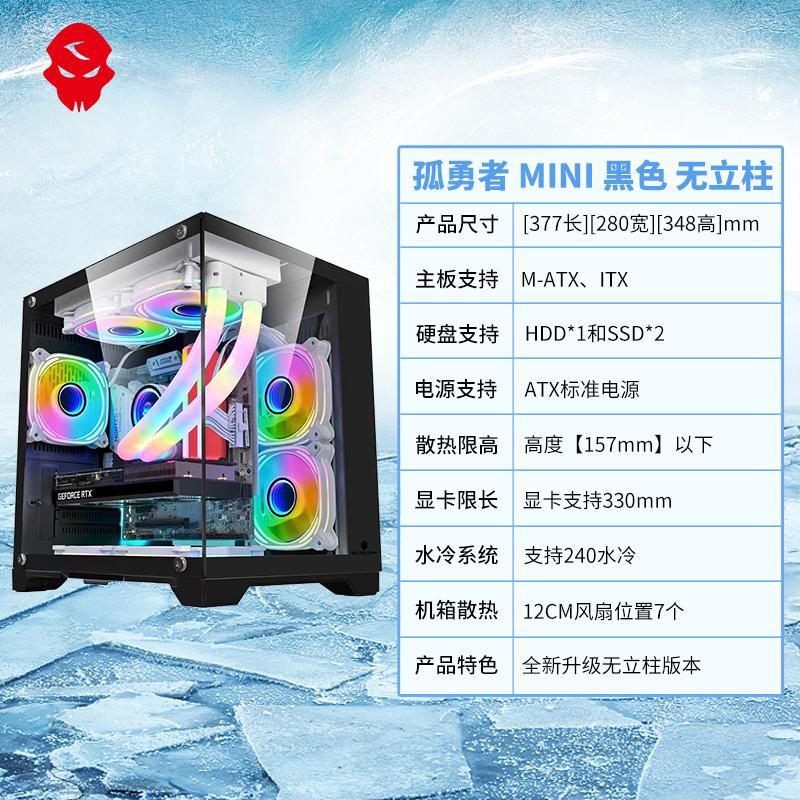 孤勇者 MINI 黑色 无立柱
产品尺寸 [377长][280宽][348高]mm
主板支持 M-ATX、ITX
硬盘支持 HDD*1和SSD*2
电源支持 ATX标准电源
散热限高 高度【157mm】以下
显卡限长 显卡支持330mm
水冷系统 支持240水冷
机箱散热 12CM风扇位置7个
产品特色 全新升级无立柱版本
GEFORCE RTX